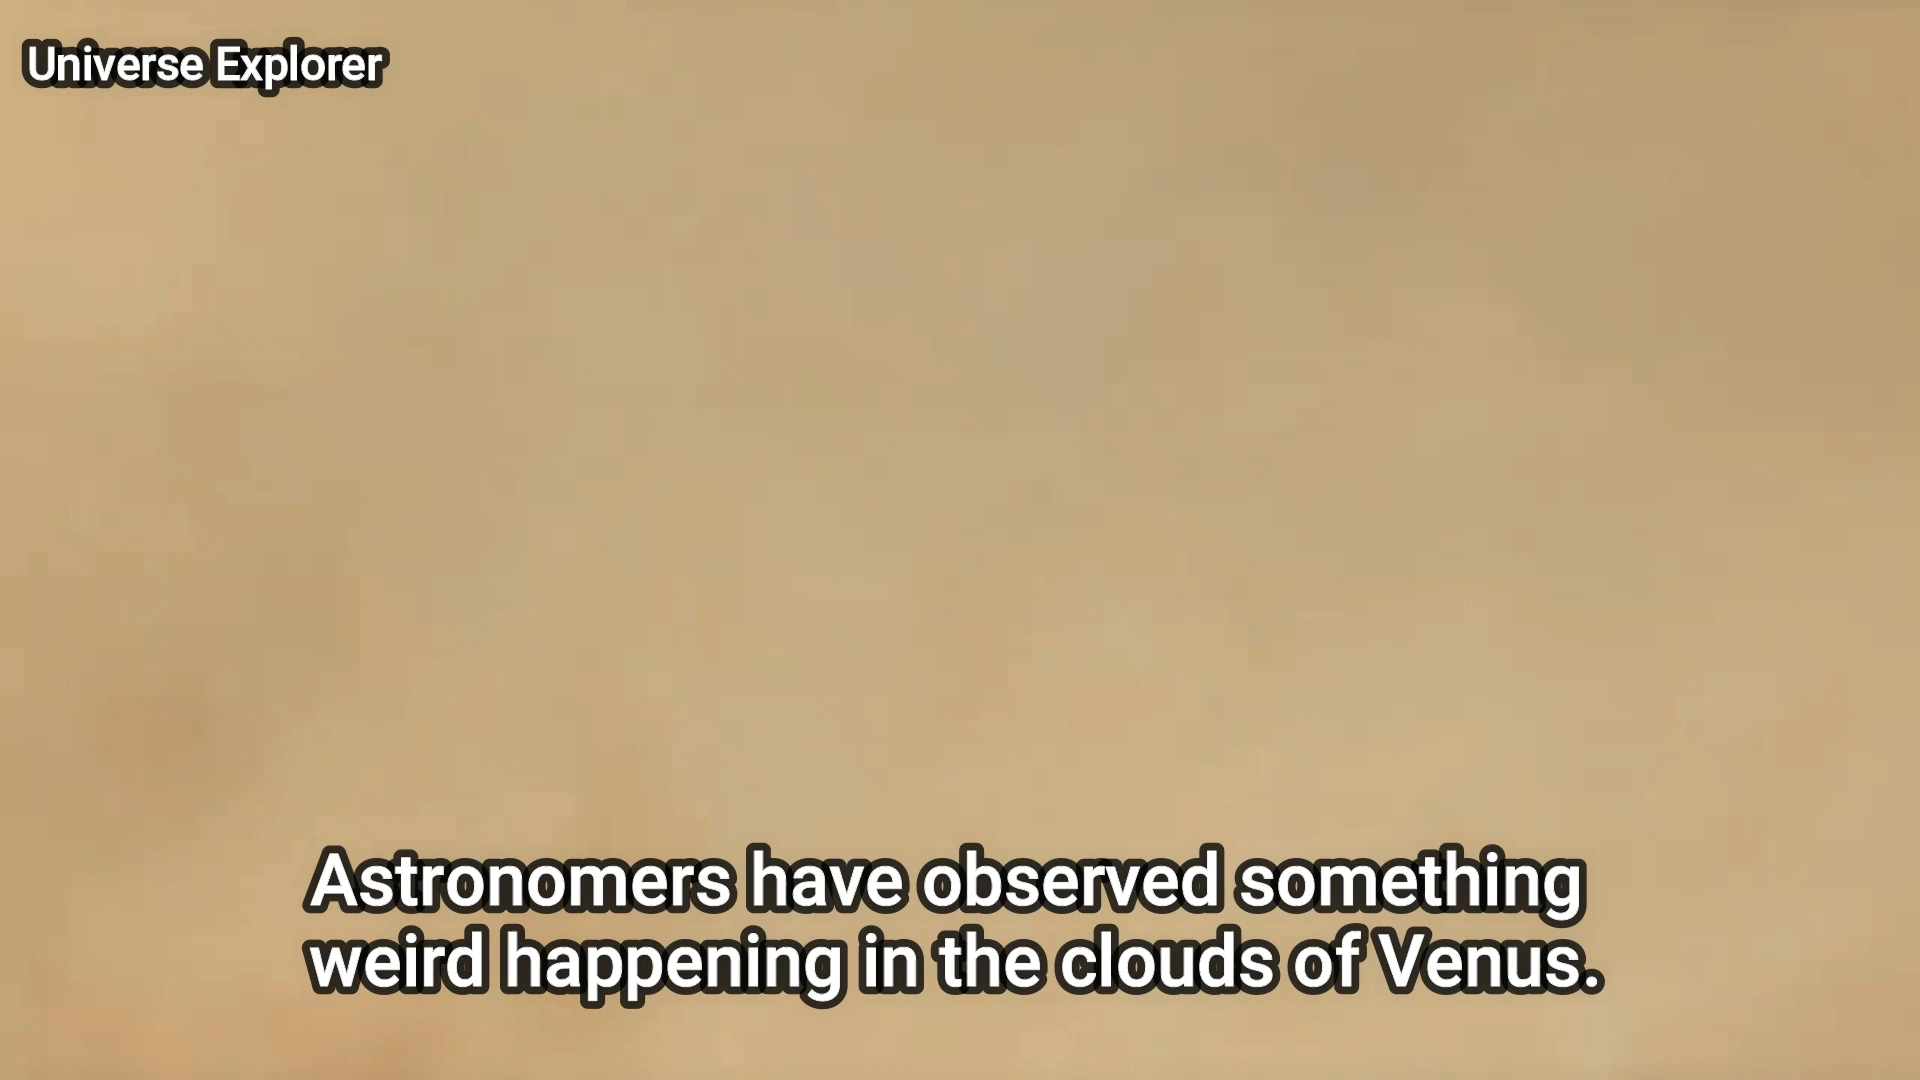 Universe Explorer
Astronomers have observed something
weird happening in the clouds of Venus.